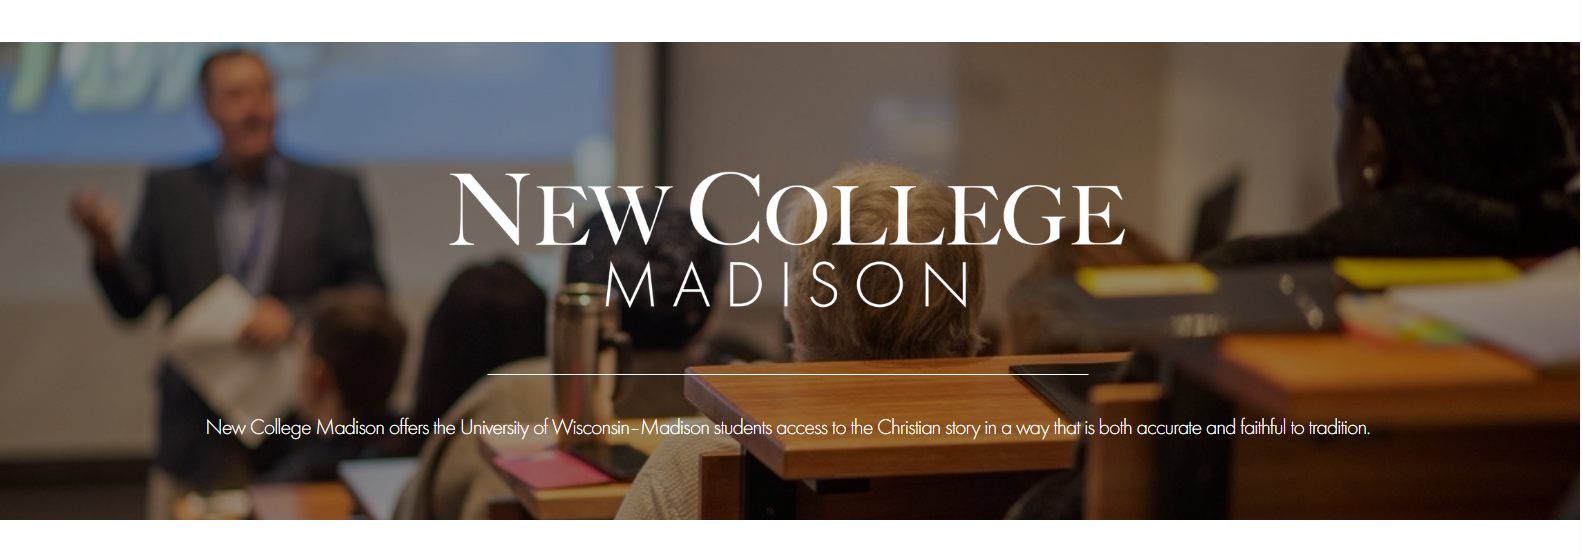 NEW COLLEGE
MADISON
New College Madison offers the University of Wisconsin–Madison students access to the Christian story in a way that is both accurate and faithful to tradition.